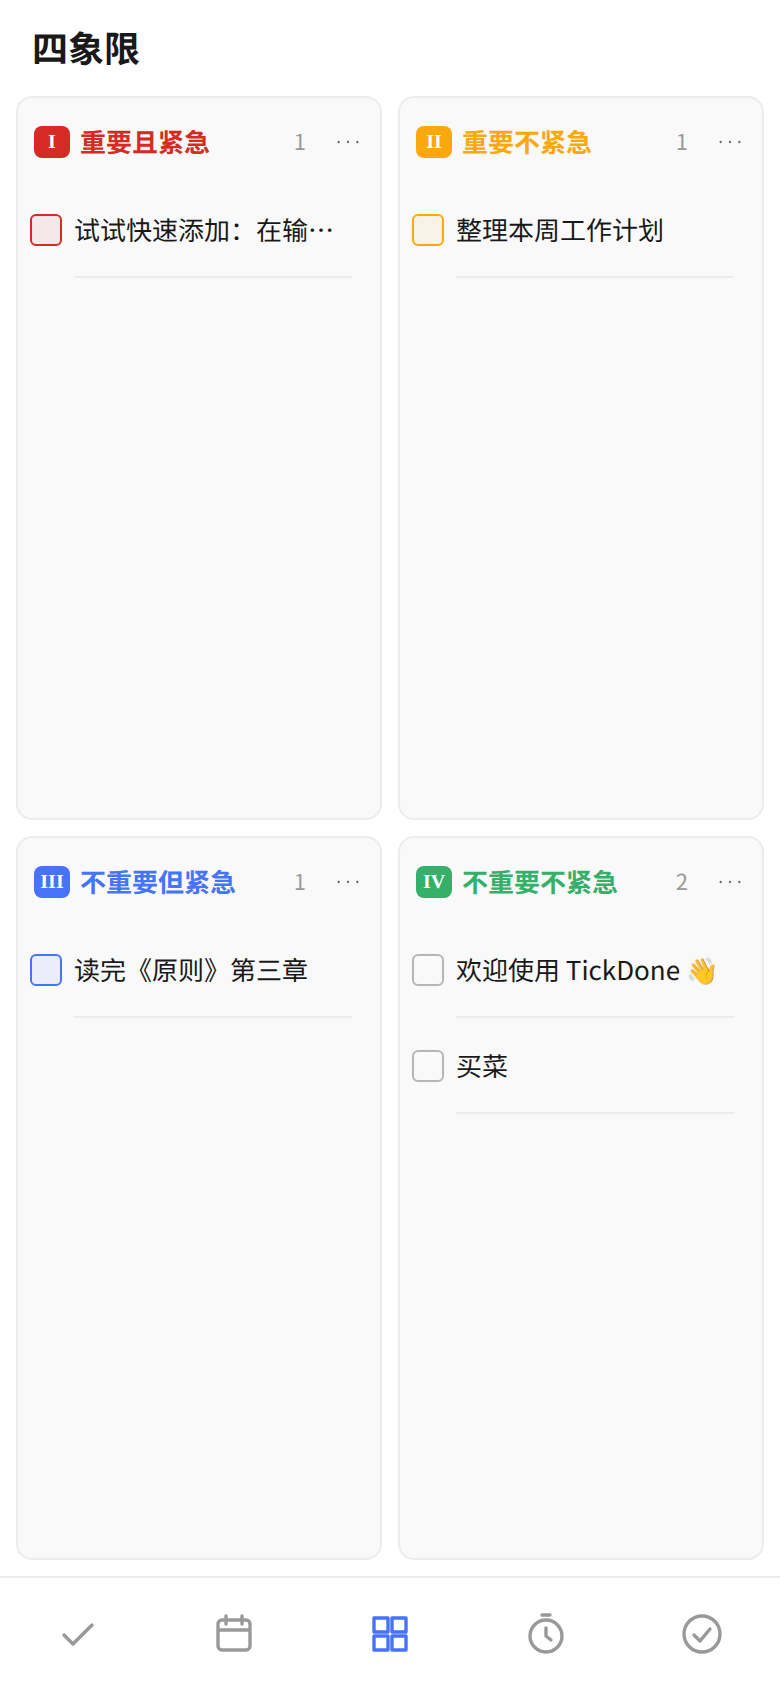 四象限
I 重要且紧急 1 ···
试试快速添加：在输…
II 重要不紧急 1 ···
整理本周工作计划
III 不重要但紧急 1 ···
读完《原则》第三章
IV 不重要不紧急 2 ···
欢迎使用 TickDone 👋
买菜